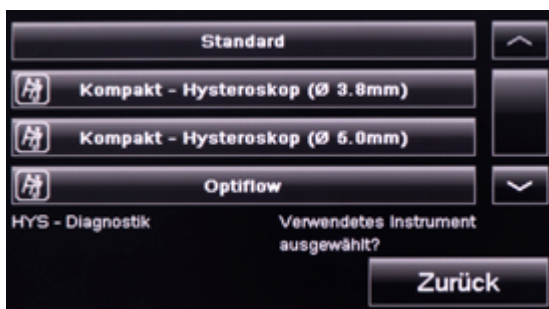 Standard
Kompakt - Hysteroskop (Ø 3.8mm)
Kompakt - Hysteroskop (Ø 5.0mm)
Optiflow
HYS - Diagnostik
Verwendetes Instrument
ausgewählt?
Zurück